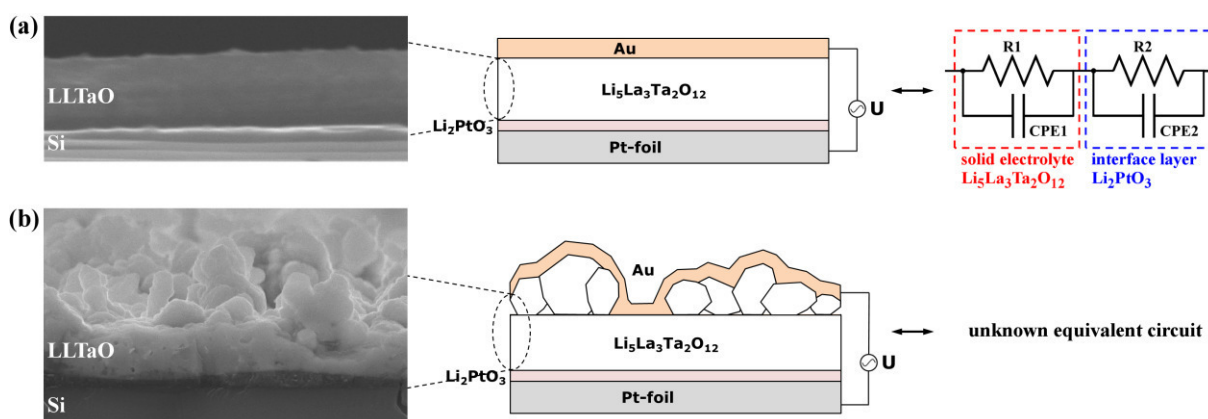 (a)
LLTaO
Si
Li₂PtO₃
Au
Li₅La₃Ta₂O₁₂
Pt-foil
U
R1
R2
CPE1
CPE2
solid electrolyte
Li₅La₃Ta₂O₁₂
interface layer
Li₂PtO₃
(b)
LLTaO
Si
Li₂PtO₃
Au
Li₅La₃Ta₂O₁₂
Pt-foil
U
unknown equivalent circuit